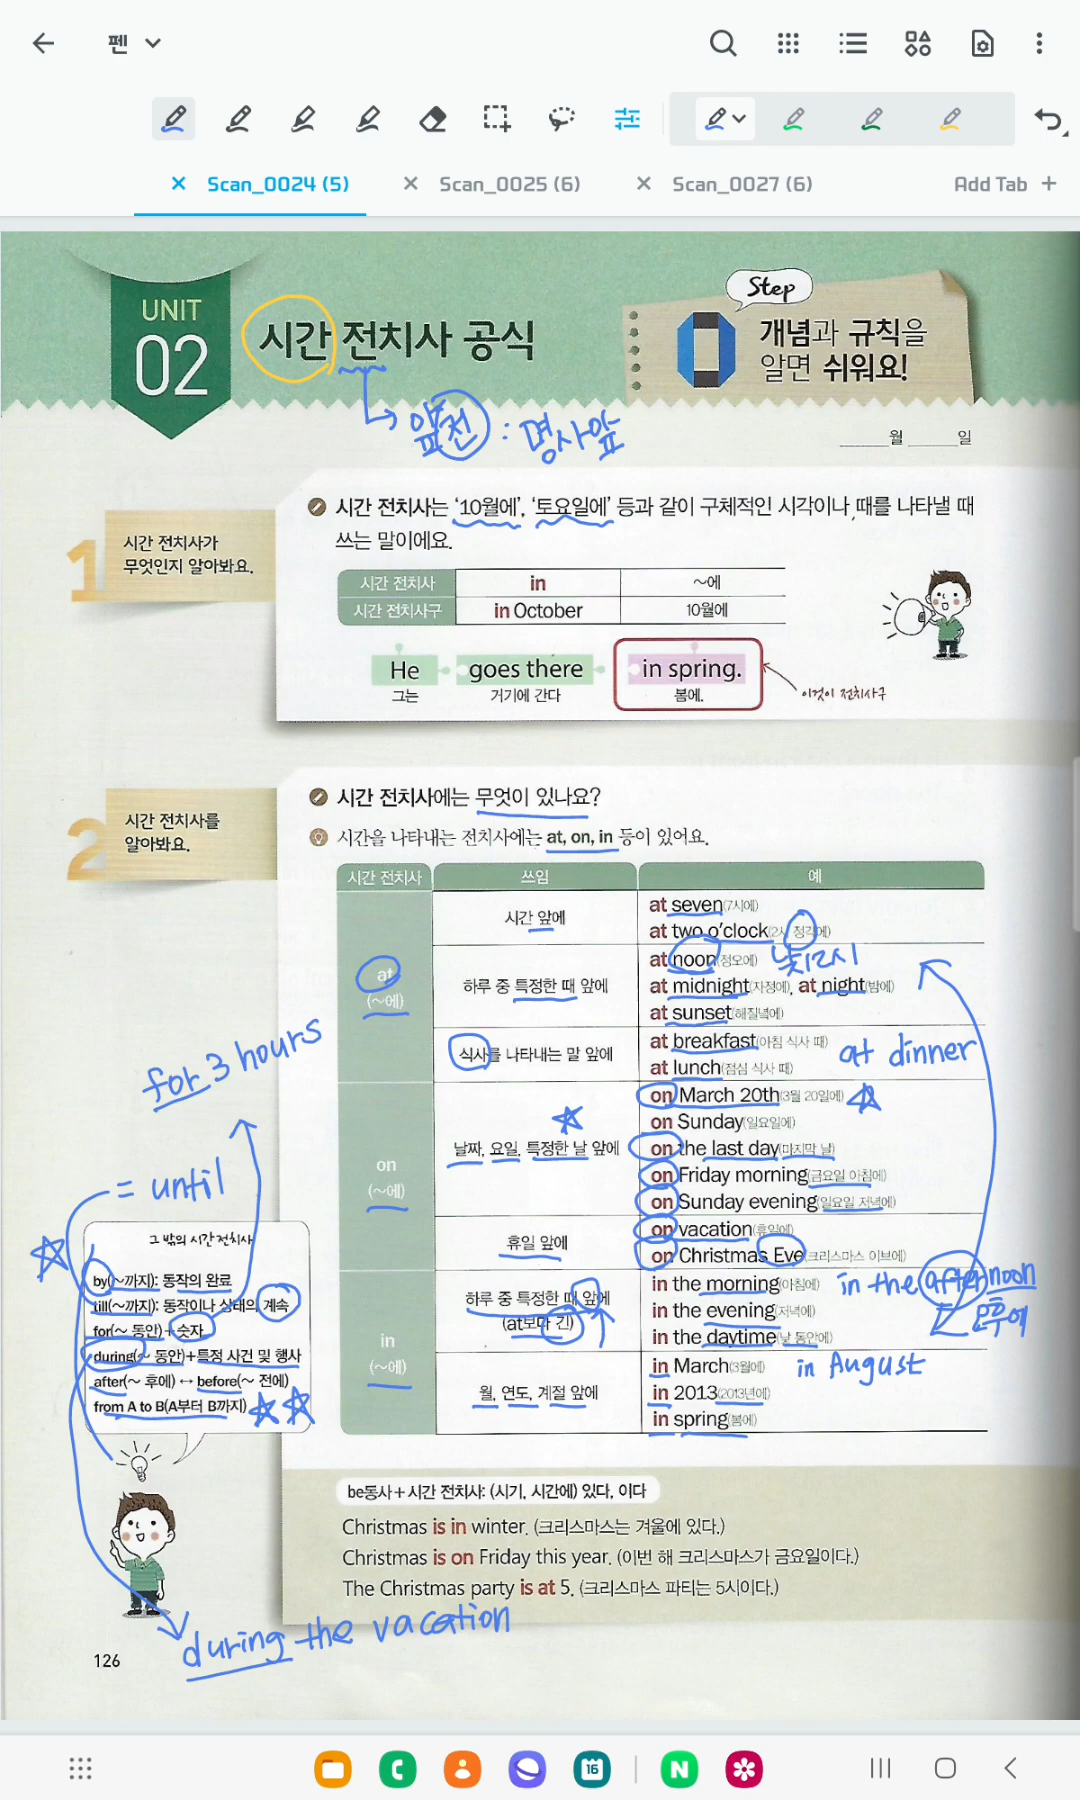 펜
Scan_0024 (5)
Scan_0025 (6)
Scan_0027 (6)
Add Tab +
UNIT
02
시간 전치사 공식
Step
0
개념과 규칙을
알면 쉬워요!
앞전 : 명사앞
월 일
1
시간 전치사가
무엇인지 알아봐요.
시간 전치사는 ‘10월에’, ‘토요일에’ 등과 같이 구체적인 시각이나 때를 나타낼 때
쓰는 말이에요.
시간 전치사 in ~에
시간 전치사구 in October 10월에
He goes there in spring.
그는 거기에 간다 봄에.
이것이 전치사구
2
시간 전치사를
알아봐요.
시간 전치사에는 무엇이 있나요?
시간을 나타내는 전치사에는 at, on, in 등이 있어요.
시간 전치사 쓰임 예
at
(~에)
시간 앞에
at seven(7시에)
at two o’clock(2시 정각에)
하루 중 특정한 때 앞에
at noon(정오에) 낮12시
at midnight(자정에), at night(밤에)
at sunset(해질녘에)
식사를 나타내는 말 앞에
at breakfast(아침 식사 때)
at lunch(점심 식사 때)
at dinner
on
(~에)
날짜, 요일, 특정한 날 앞에
on March 20th(3월 20일에)
on Sunday(일요일에)
on the last day(마지막 날)
on Friday morning(금요일 아침에)
on Sunday evening(일요일 저녁에)
휴일 앞에
on vacation(휴일에)
on Christmas Eve(크리스마스 이브에)
in
(~에)
하루 중 특정한 때 앞에
(at보다 긴)
in the morning(아침에) in the afternoon
in the evening(저녁에) 오후에
in the daytime(낮 동안에)
월, 연도, 계절 앞에
in March(3월에) in August
in 2013(2013년에)
in spring(봄에)
for 3 hours
= until
그 밖의 시간 전치사
by(~까지): 동작의 완료
till(~까지): 동작이나 상태의 계속
for(~ 동안)+숫자
during(~ 동안)+특정 사건 및 행사
after(~ 후에) ↔ before(~ 전에)
from A to B(A부터 B까지)
be동사+시간 전치사: (시기, 시간에) 있다, 이다
Christmas is in winter. (크리스마스는 겨울에 있다.)
Christmas is on Friday this year. (이번 해 크리스마스가 금요일이다.)
The Christmas party is at 5. (크리스마스 파티는 5시이다.)
during the vacation
126
16
N